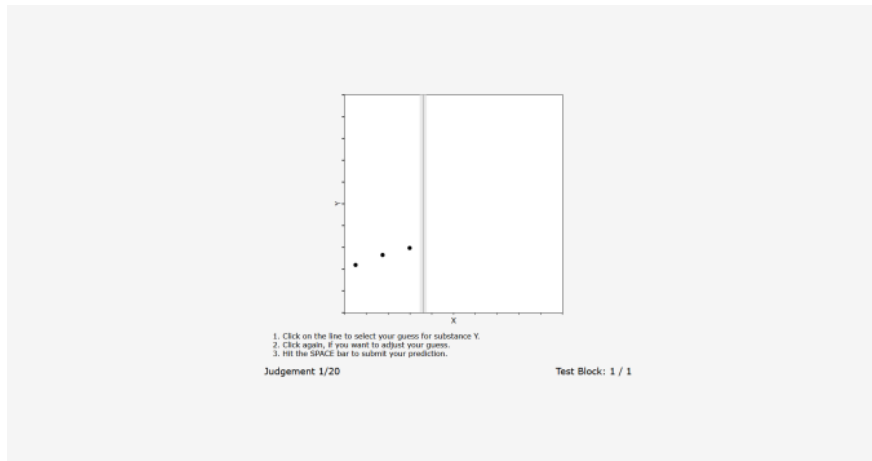 Y
X
1. Click on the line to select your guess for substance Y.
2. Click again, if you want to adjust your guess.
3. Hit the SPACE bar to submit your prediction.
Judgement 1/20
Test Block: 1 / 1